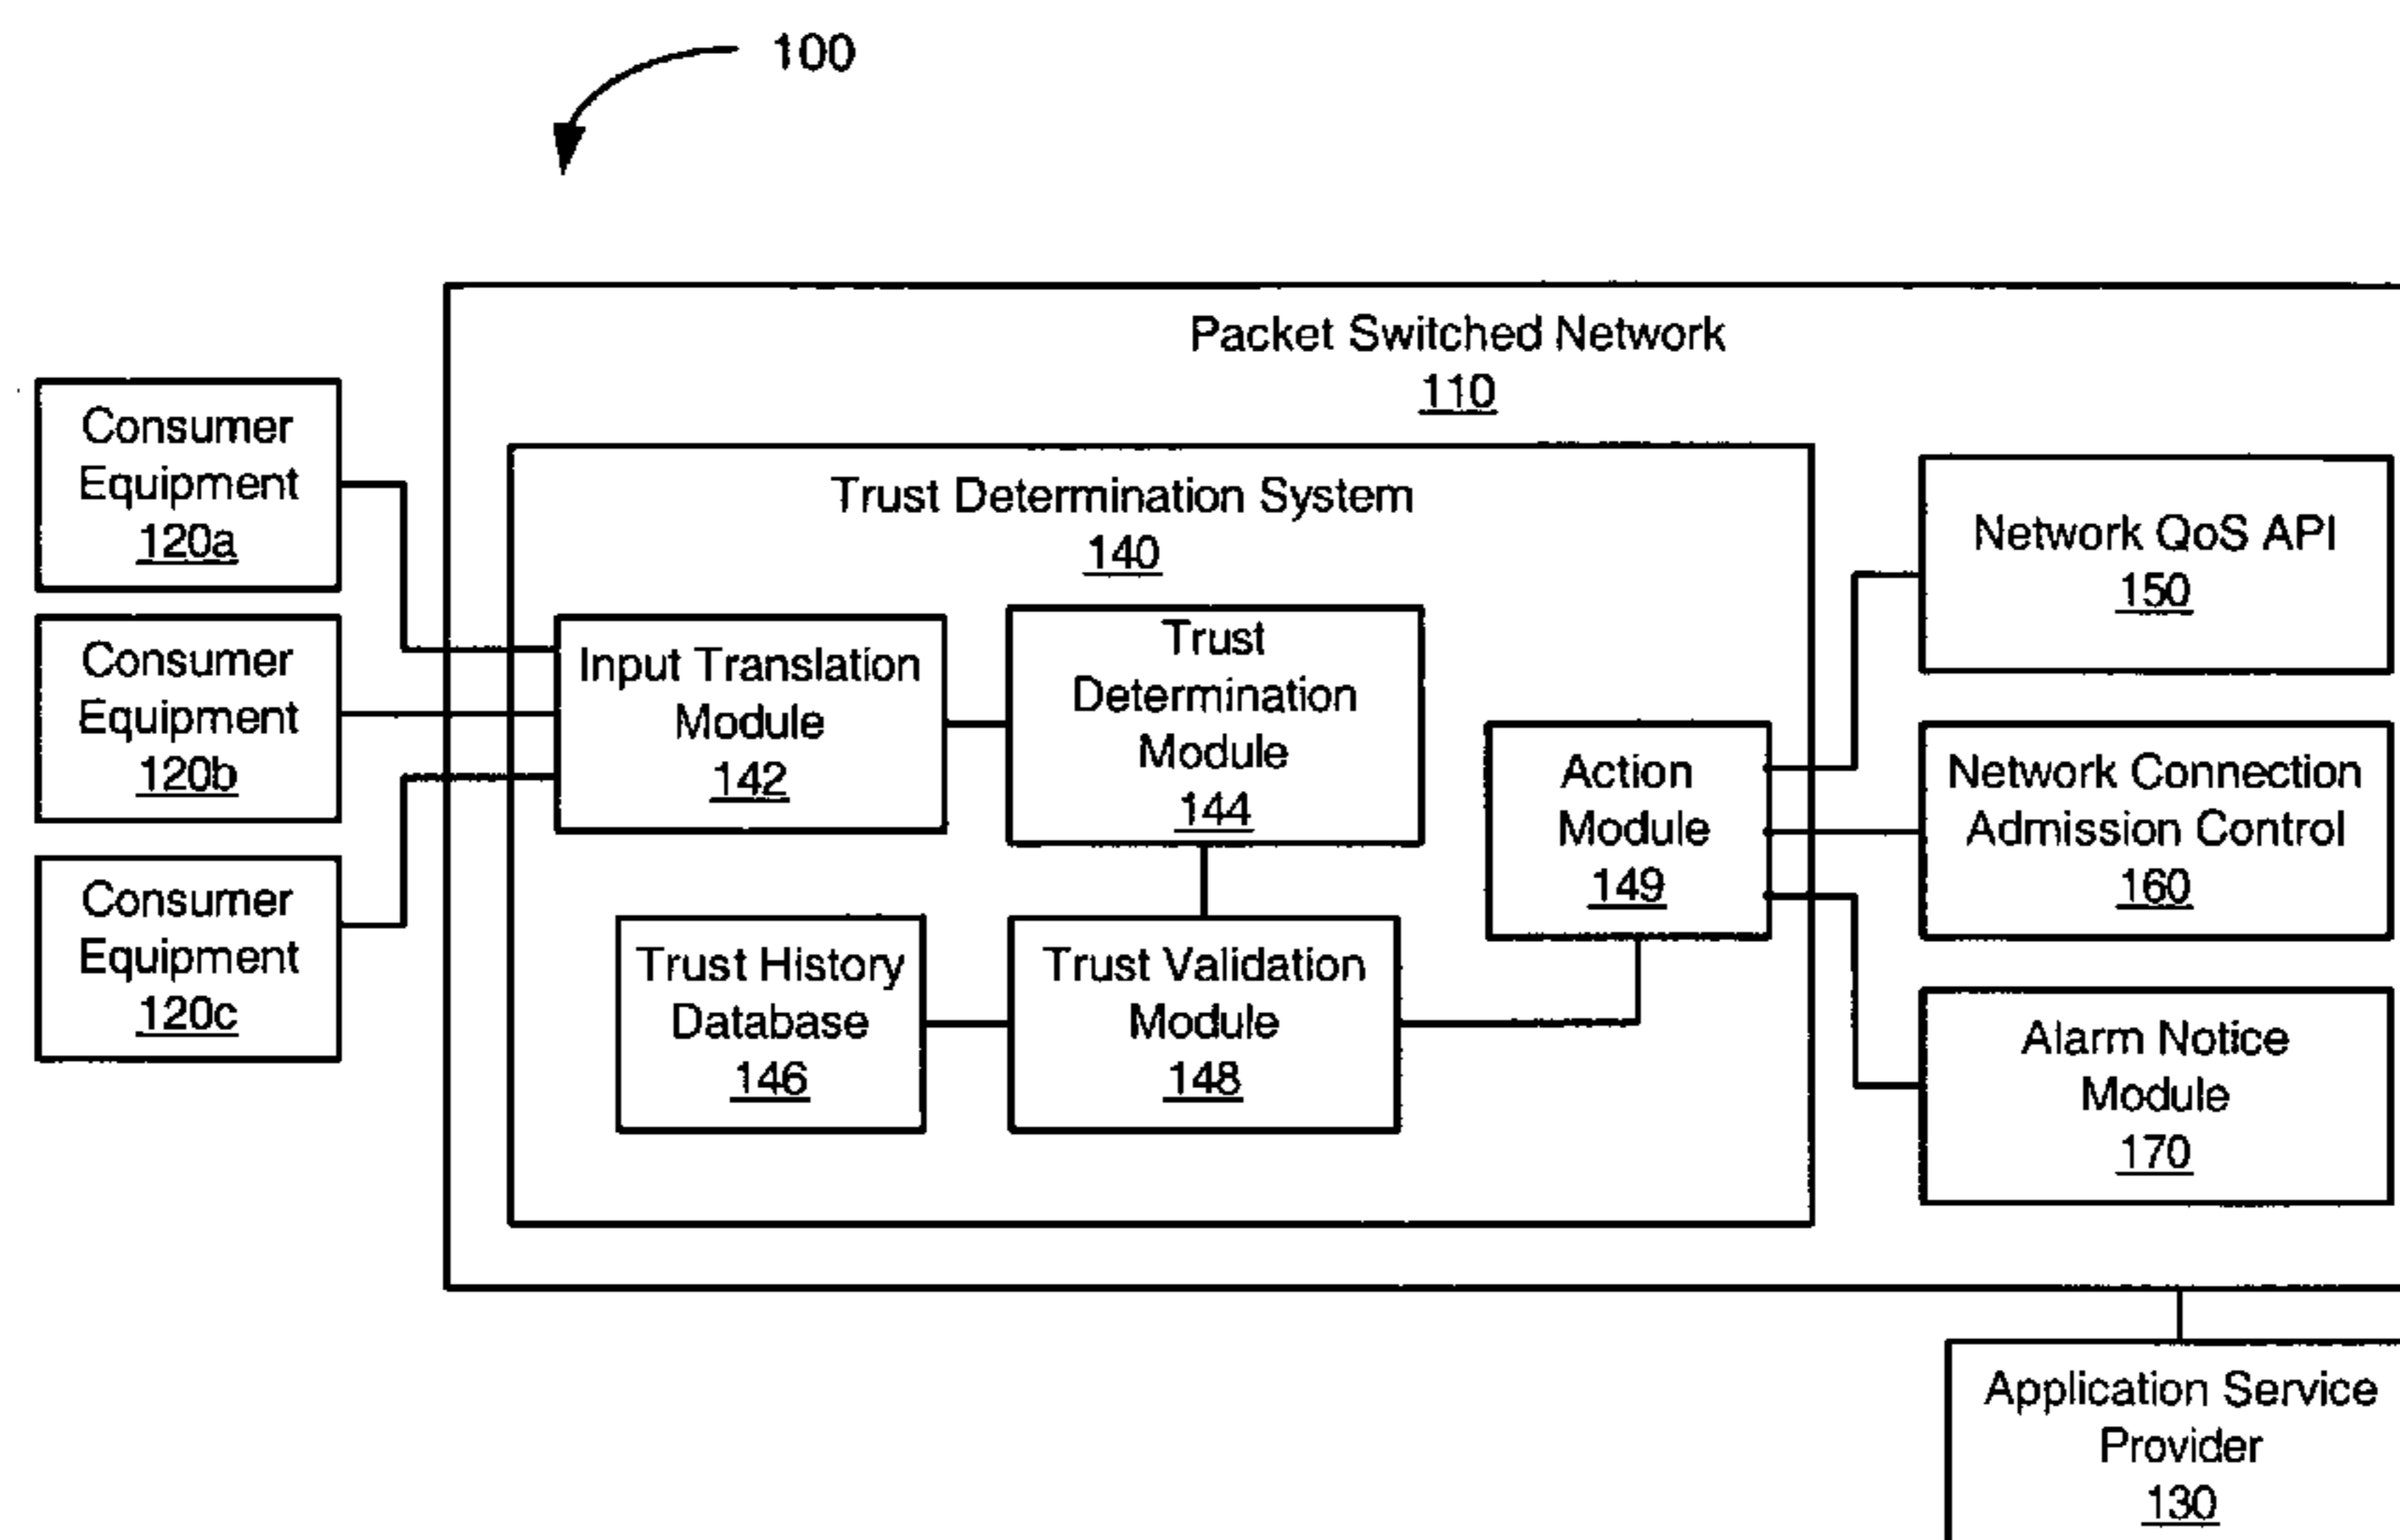 100
Packet Switched Network
110
Consumer
Equipment
120a
Consumer
Equipment
120b
Consumer
Equipment
120c
Trust Determination System
140
Input Translation
Module
142
Trust
Determination
Module
144
Trust History
Database
146
Trust Validation
Module
148
Action
Module
149
Network QoS API
150
Network Connection
Admission Control
160
Alarm Notice
Module
170
Application Service
Provider
130